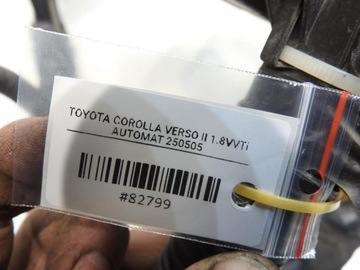 TOYOTA COROLLA VERSO II 1.8VVTi
AUTOMAT 250505
#82799